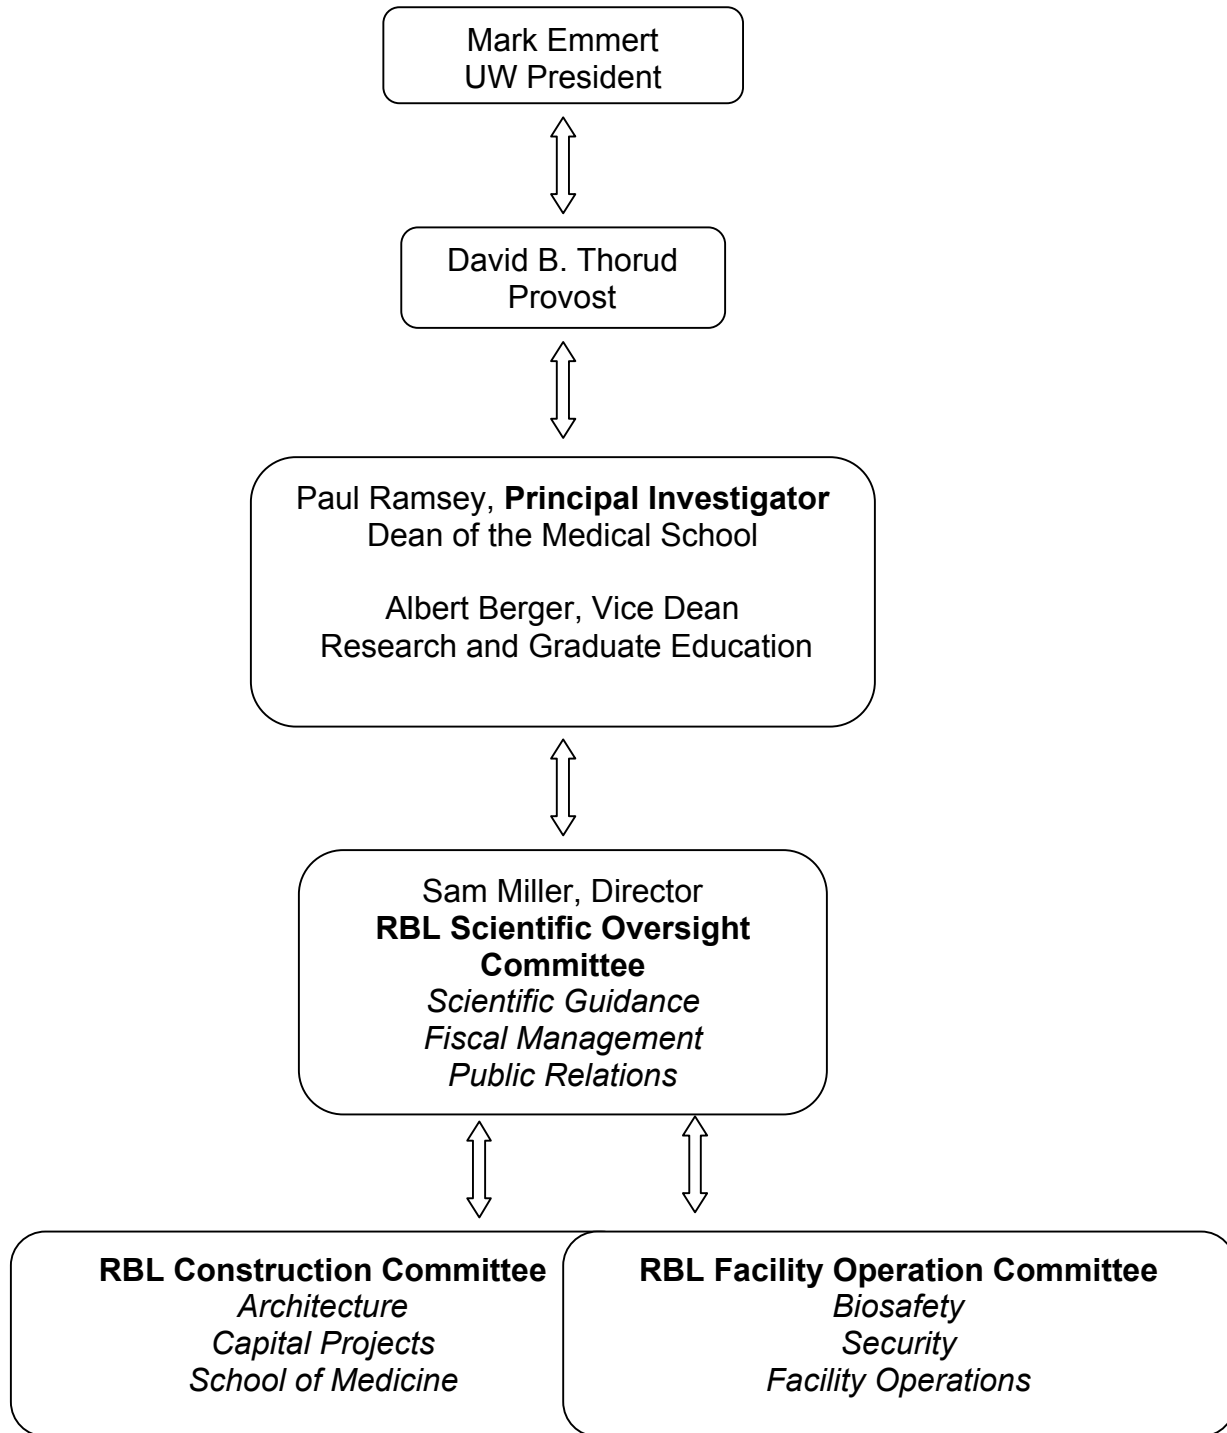 Mark Emmert
UW President
David B. Thorud
Provost
Paul Ramsey, Principal Investigator
Dean of the Medical School
Albert Berger, Vice Dean
Research and Graduate Education
Sam Miller, Director
RBL Scientific Oversight
Committee
Scientific Guidance
Fiscal Management
Public Relations
RBL Construction Committee
Architecture
Capital Projects
School of Medicine
RBL Facility Operation Committee
Biosafety
Security
Facility Operations